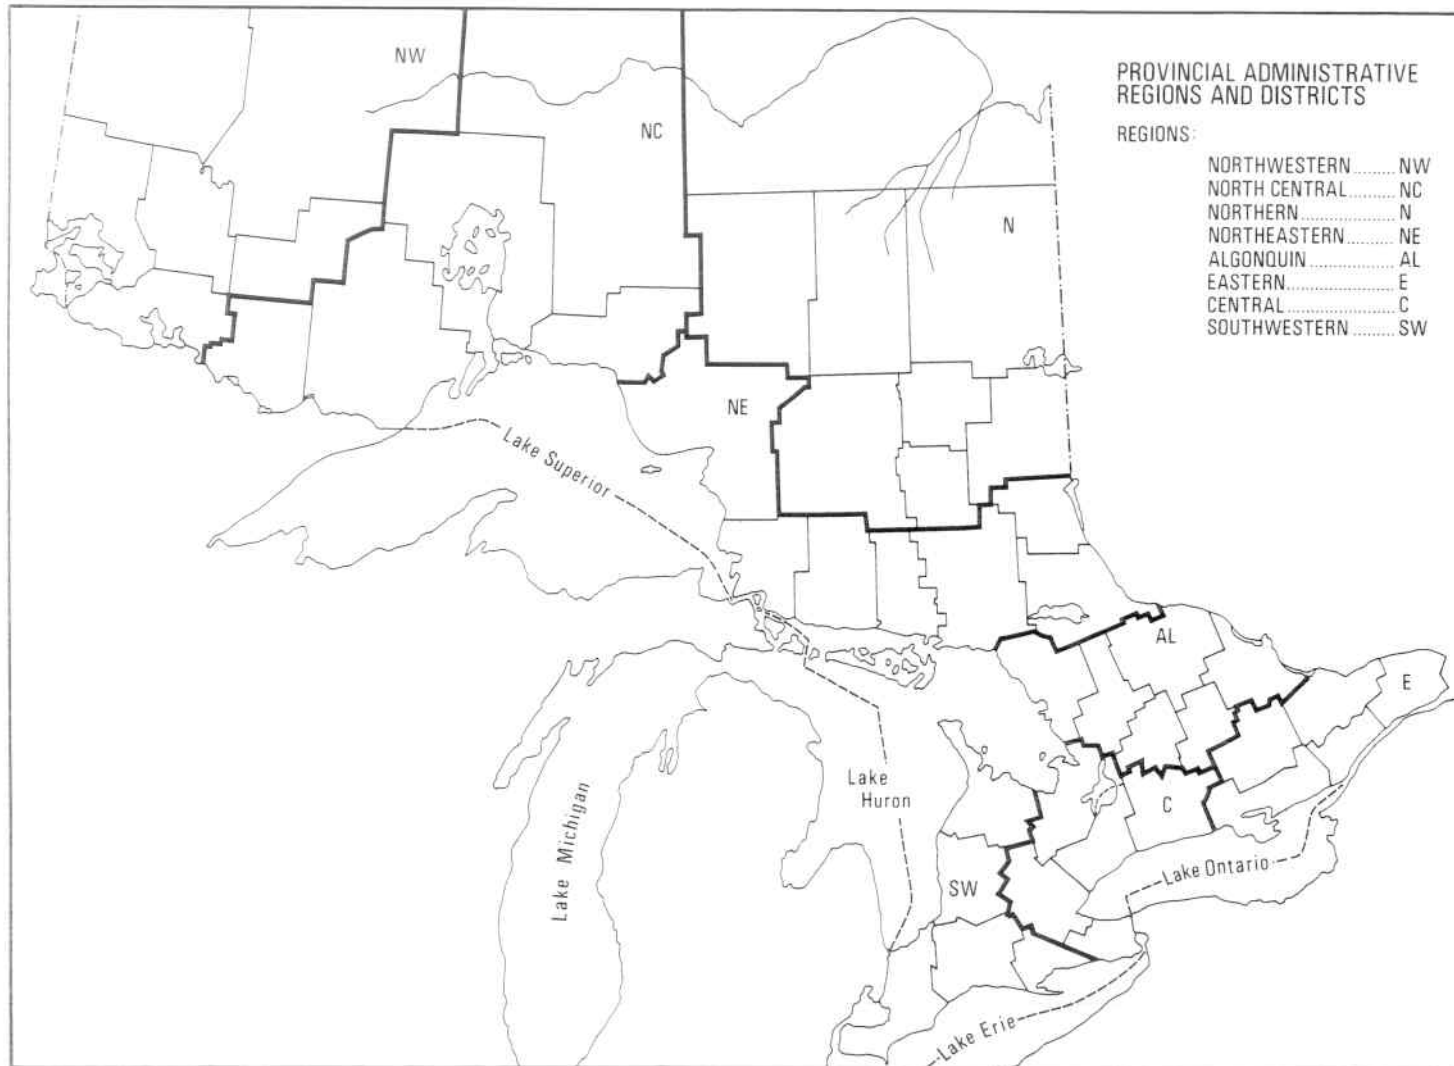 PROVINCIAL ADMINISTRATIVE
REGIONS AND DISTRICTS
REGIONS:
NORTHWESTERN ........ NW
NORTH CENTRAL ........ NC
NORTHERN ................. N
NORTHEASTERN ......... NE
ALGONQUIN ................ AL
EASTERN ................... E
CENTRAL .................... C
SOUTHWESTERN ....... SW
NW
NC
N
NE
AL
E
C
SW
Lake Superior
Lake Michigan
Lake
Huron
Lake Ontario
Lake Erie